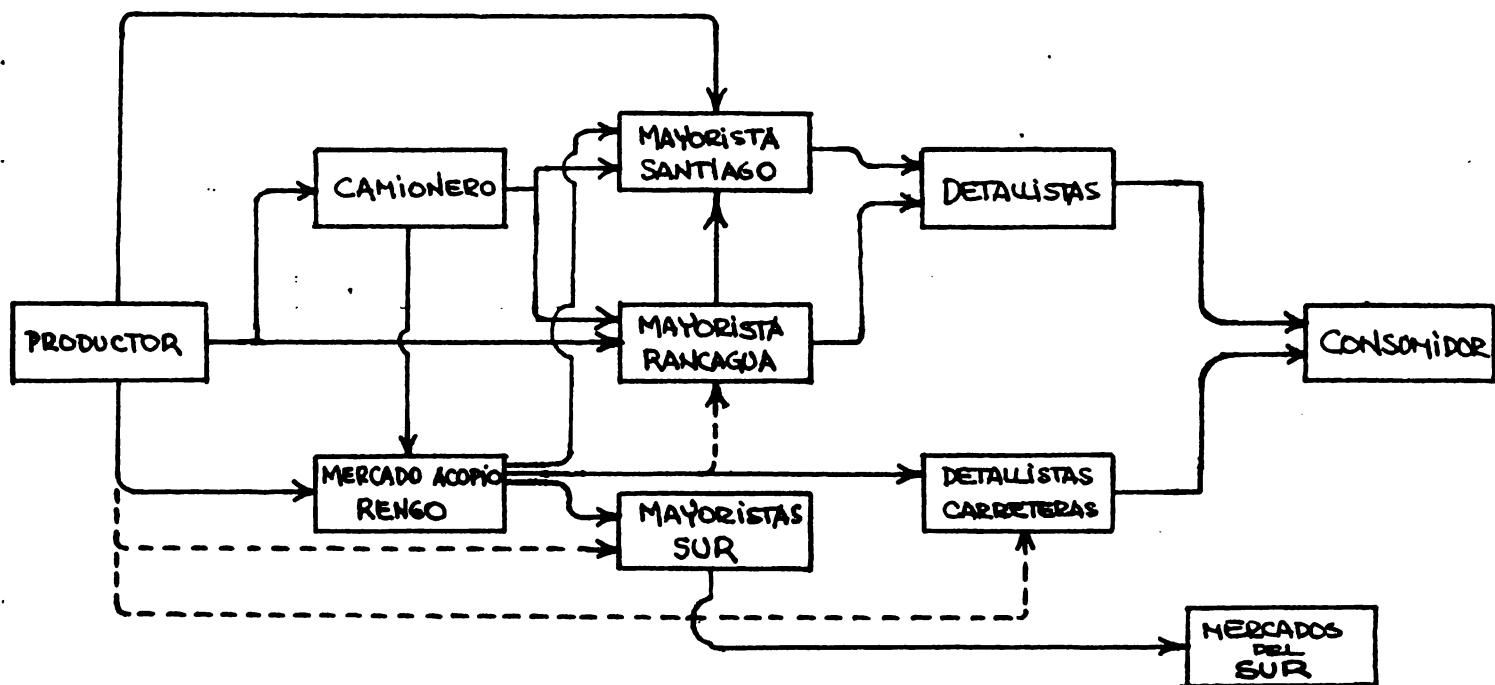 MAYORISTA
SANTIAGO
CAMIONERO
DETALLISTAS
PRODUCTOR
MAYORISTA
RANCAGUA
CONSUMIDOR
MERCADO ACOPIO
RENGO
DETALLISTAS
CARRETERAS
MAYORISTAS
SUR
MERCADOS
DEL
SUR